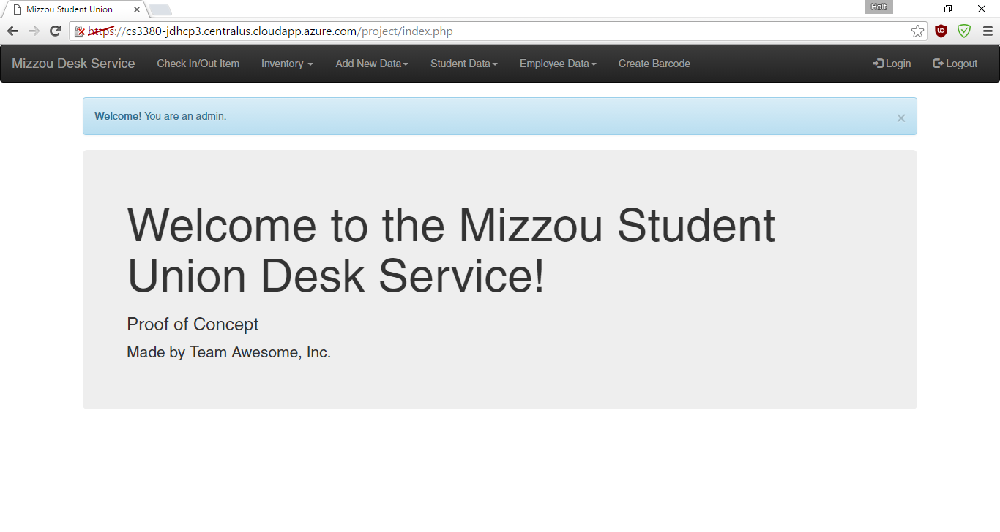 Mizzou Student Union
Holt
https://cs3380-jdhcp3.centralus.cloudapp.azure.com/project/index.php
Mizzou Desk Service Check In/Out Item Inventory Add New Data Student Data Employee Data Create Barcode Login Logout
Welcome! You are an admin.
Welcome to the Mizzou Student
Union Desk Service!
Proof of Concept
Made by Team Awesome, Inc.